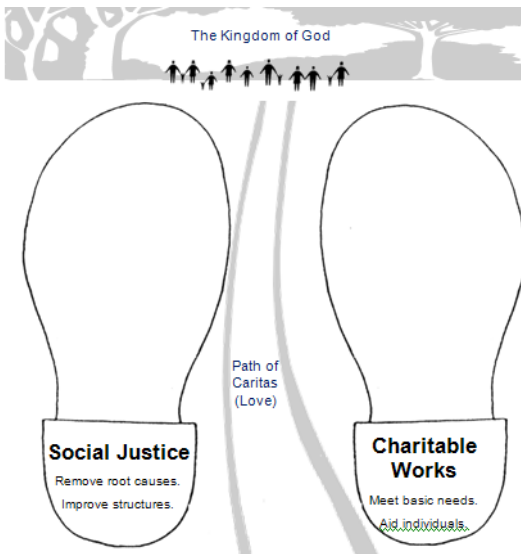 The Kingdom of God
Path of
Caritas
(Love)
Social Justice
Remove root causes.
Improve structures.
Charitable
Works
Meet basic needs.
Aid individuals.